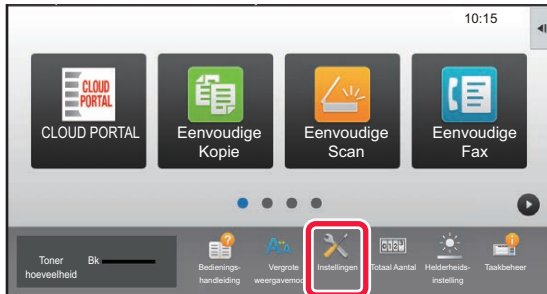 10:15
CLOUD
PORTAL
CLOUD PORTAL
Eenvoudige
Kopie
Eenvoudige
Scan
Eenvoudige
Fax
Toner
hoeveelheid
Bk
Bedienings-
handleiding
Vergrote
weergavemod
Instellingen
Totaal Aantal
Helderheids-
instelling
Taakbeheer